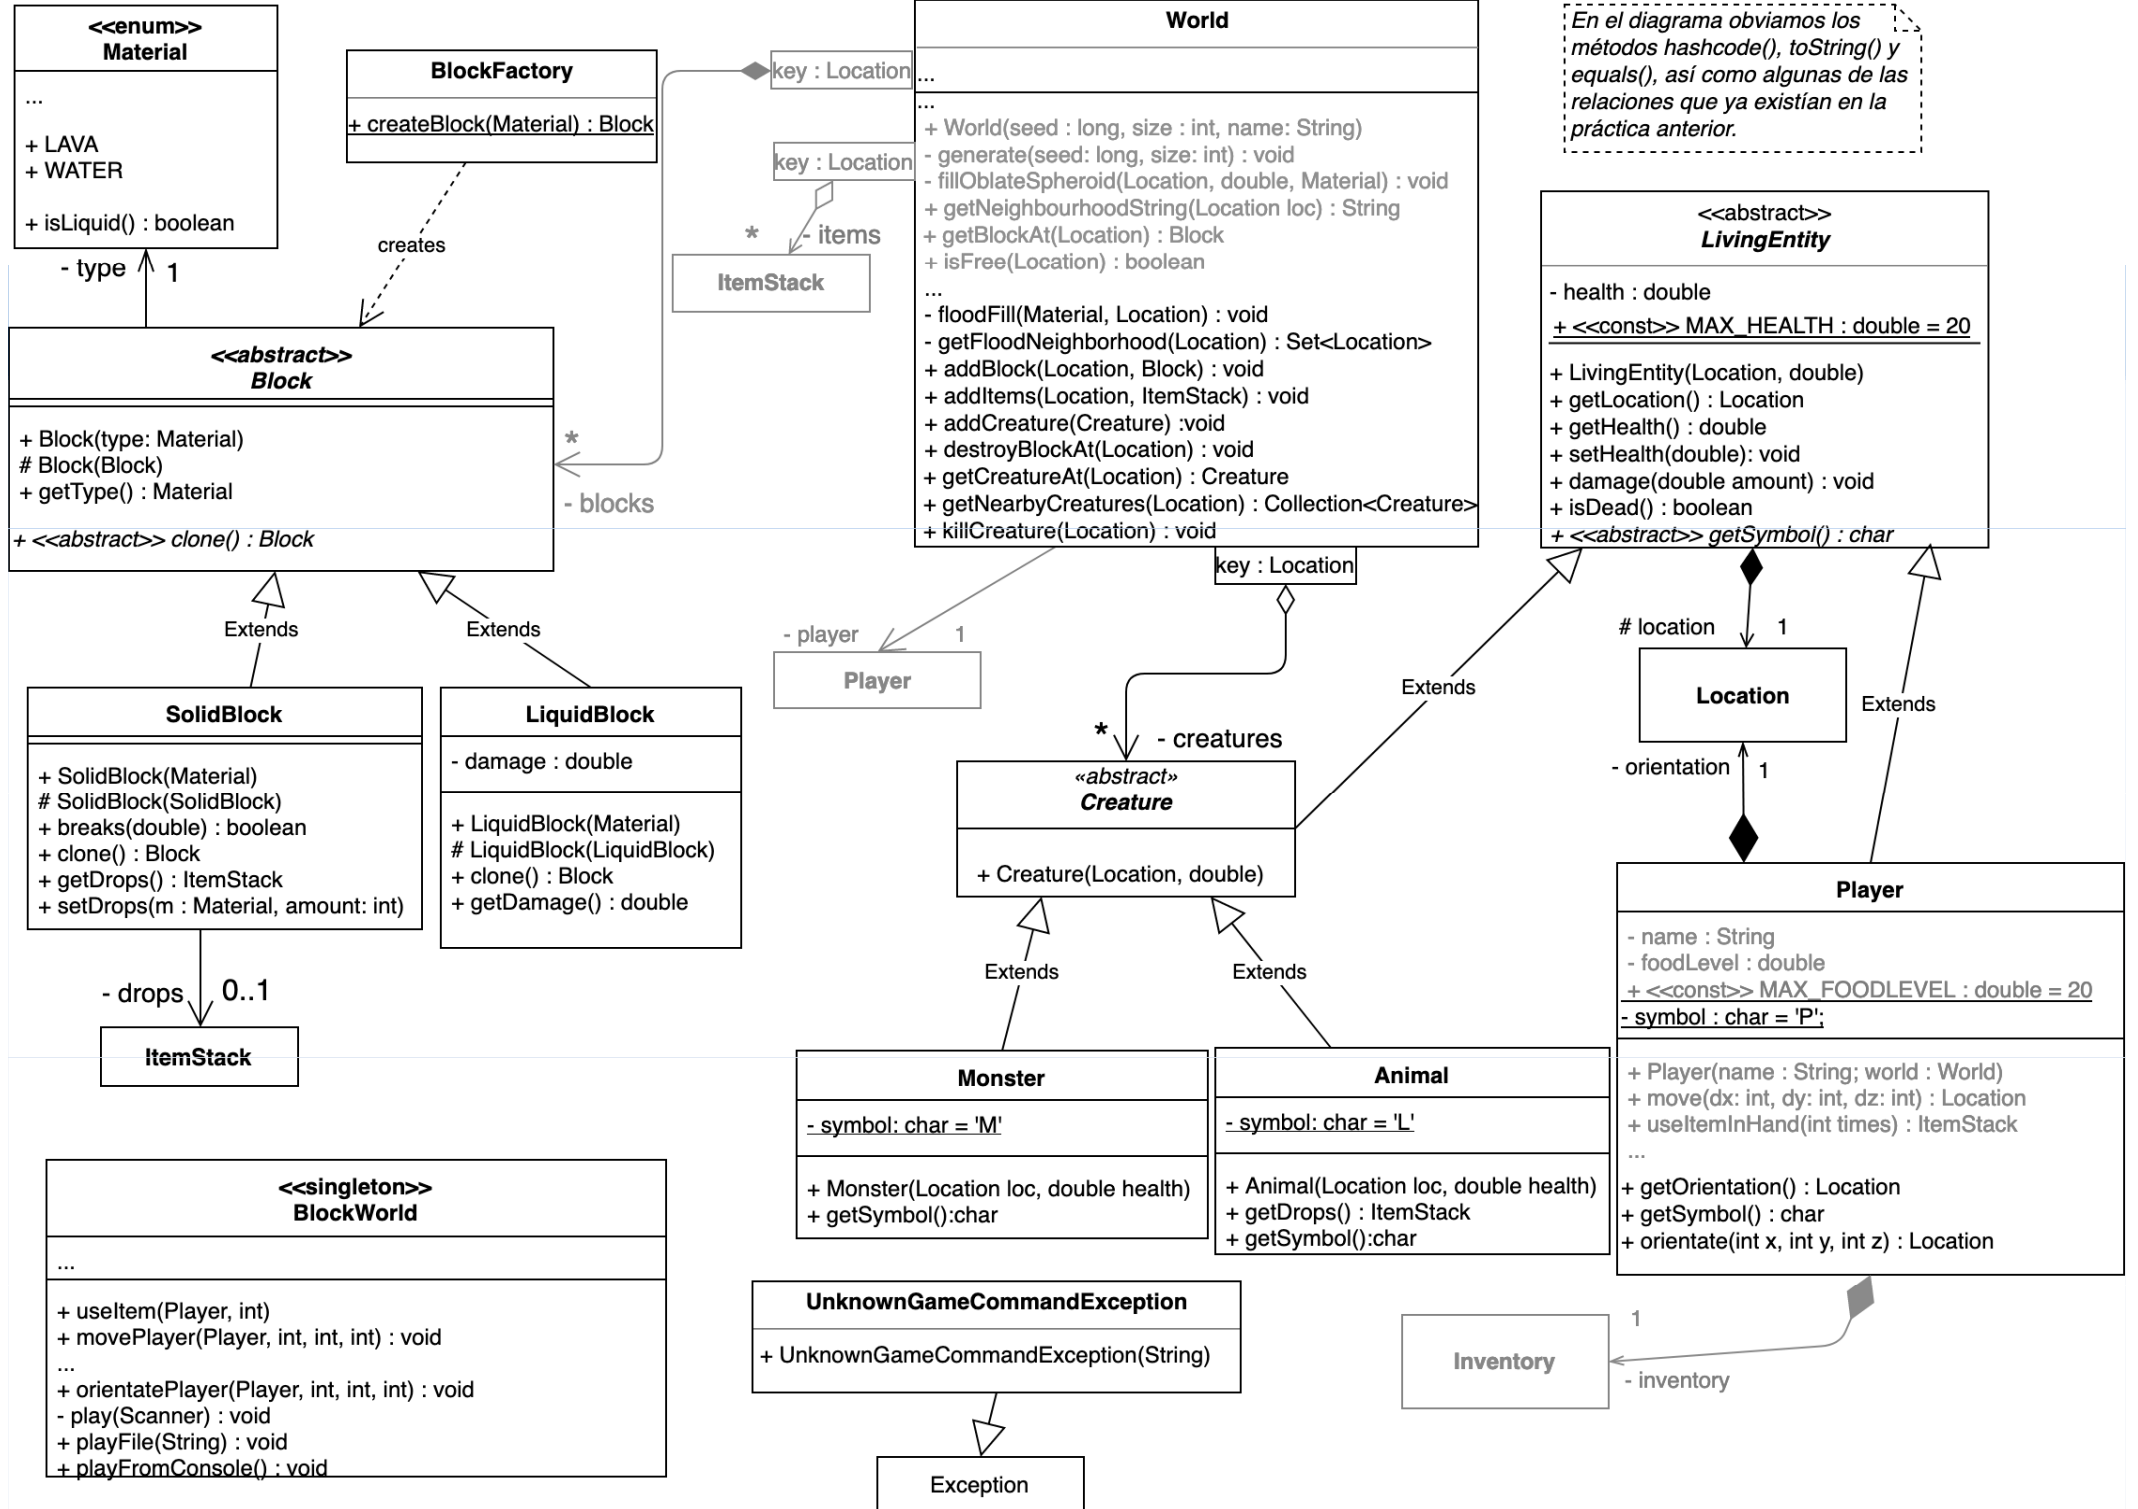 <<enum>>
Material
...
+ LAVA
+ WATER
+ isLiquid() : boolean
- type
1
BlockFactory
+ createBlock(Material) : Block
creates
key : Location
key : Location
*
- items
ItemStack
World
...
...
+ World(seed : long, size : int, name: String)
- generate(seed: long, size: int) : void
- fillOblateSpheroid(Location, double, Material) : void
+ getNeighbourhoodString(Location loc) : String
+ getBlockAt(Location) : Block
+ isFree(Location) : boolean
...
- floodFill(Material, Location) : void
- getFloodNeighborhood(Location) : Set<Location>
+ addBlock(Location, Block) : void
+ addItems(Location, ItemStack) : void
+ addCreature(Creature) :void
+ destroyBlockAt(Location) : void
+ getCreatureAt(Location) : Creature
+ getNearbyCreatures(Location) : Collection<Creature>
+ killCreature(Location) : void
key : Location
En el diagrama obviamos los
métodos hashcode(), toString() y
equals(), así como algunas de las
relaciones que ya existían en la
práctica anterior.
<<abstract>>
LivingEntity
- health : double
+ <<const>> MAX_HEALTH : double = 20
+ LivingEntity(Location, double)
+ getLocation() : Location
+ getHealth() : double
+ setHealth(double): void
+ damage(double amount) : void
+ isDead() : boolean
+ <<abstract>> getSymbol() : char
<<abstract>>
Block
+ Block(type: Material)
# Block(Block)
+ getType() : Material
+ <<abstract>> clone() : Block
*
- blocks
Extends
Extends
- player
1
Player
# location
1
Location
- orientation
1
Extends
Extends
SolidBlock
+ SolidBlock(Material)
# SolidBlock(SolidBlock)
+ breaks(double) : boolean
+ clone() : Block
+ getDrops() : ItemStack
+ setDrops(m : Material, amount: int)
LiquidBlock
- damage : double
+ LiquidBlock(Material)
# LiquidBlock(LiquidBlock)
+ clone() : Block
+ getDamage() : double
*
- creatures
«abstract»
Creature
+ Creature(Location, double)
- drops
0..1
ItemStack
Extends
Extends
Player
- name : String
- foodLevel : double
+ <<const>> MAX_FOODLEVEL : double = 20
- symbol : char = 'P';
+ Player(name : String; world : World)
+ move(dx: int, dy: int, dz: int) : Location
+ useItemInHand(int times) : ItemStack
...
+ getOrientation() : Location
+ getSymbol() : char
+ orientate(int x, int y, int z) : Location
Monster
- symbol: char = 'M'
+ Monster(Location loc, double health)
+ getSymbol():char
Animal
- symbol: char = 'L'
+ Animal(Location loc, double health)
+ getDrops() : ItemStack
+ getSymbol():char
<<singleton>>
BlockWorld
...
+ useItem(Player, int)
+ movePlayer(Player, int, int, int) : void
...
+ orientatePlayer(Player, int, int, int) : void
- play(Scanner) : void
+ playFile(String) : void
+ playFromConsole() : void
UnknownGameCommandException
+ UnknownGameCommandException(String)
Exception
1
Inventory
- inventory